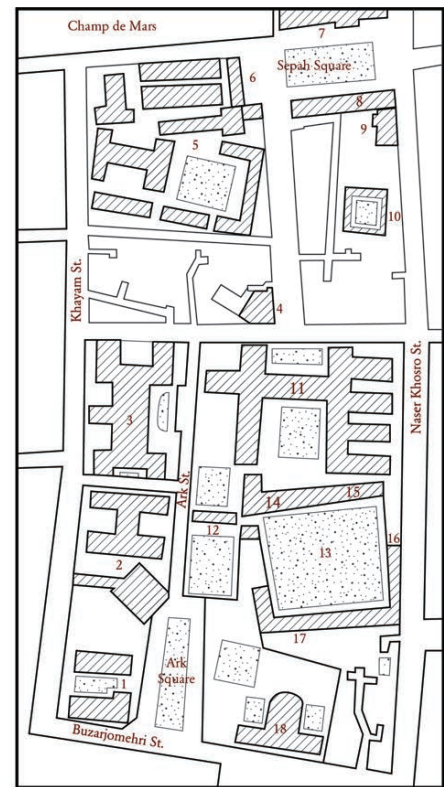 Champ de Mars
7
Sepah Square
6
8
9
5
10
4
Khayam St.
Naser Khosro St.
11
3
Ark St.
15
14
12
13
16
2
17
Ark
Square
1
18
Buzarjomehri St.